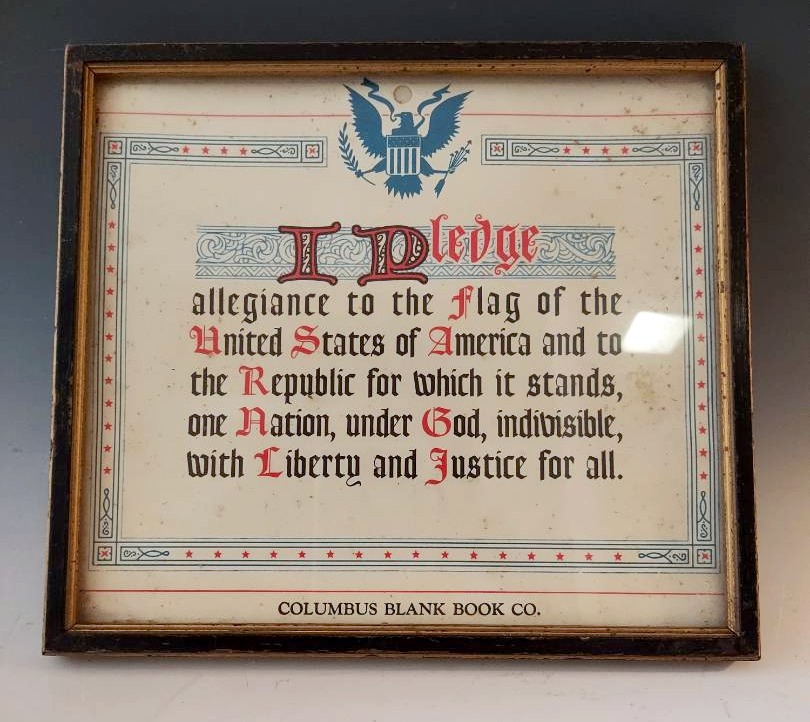 I Pledge
allegiance to the Flag of the
United States of America and to
the Republic for which it stands,
one Nation, under God, indivisible,
with Liberty and Justice for all.
COLUMBUS BLANK BOOK CO.